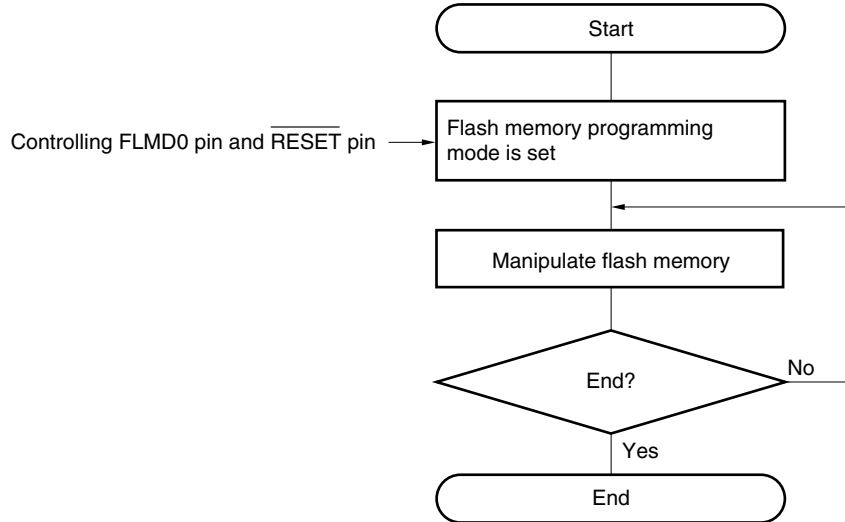 Start
Controlling FLMD0 pin and RESET pin
Flash memory programming
mode is set
Manipulate flash memory
End?
No
Yes
End